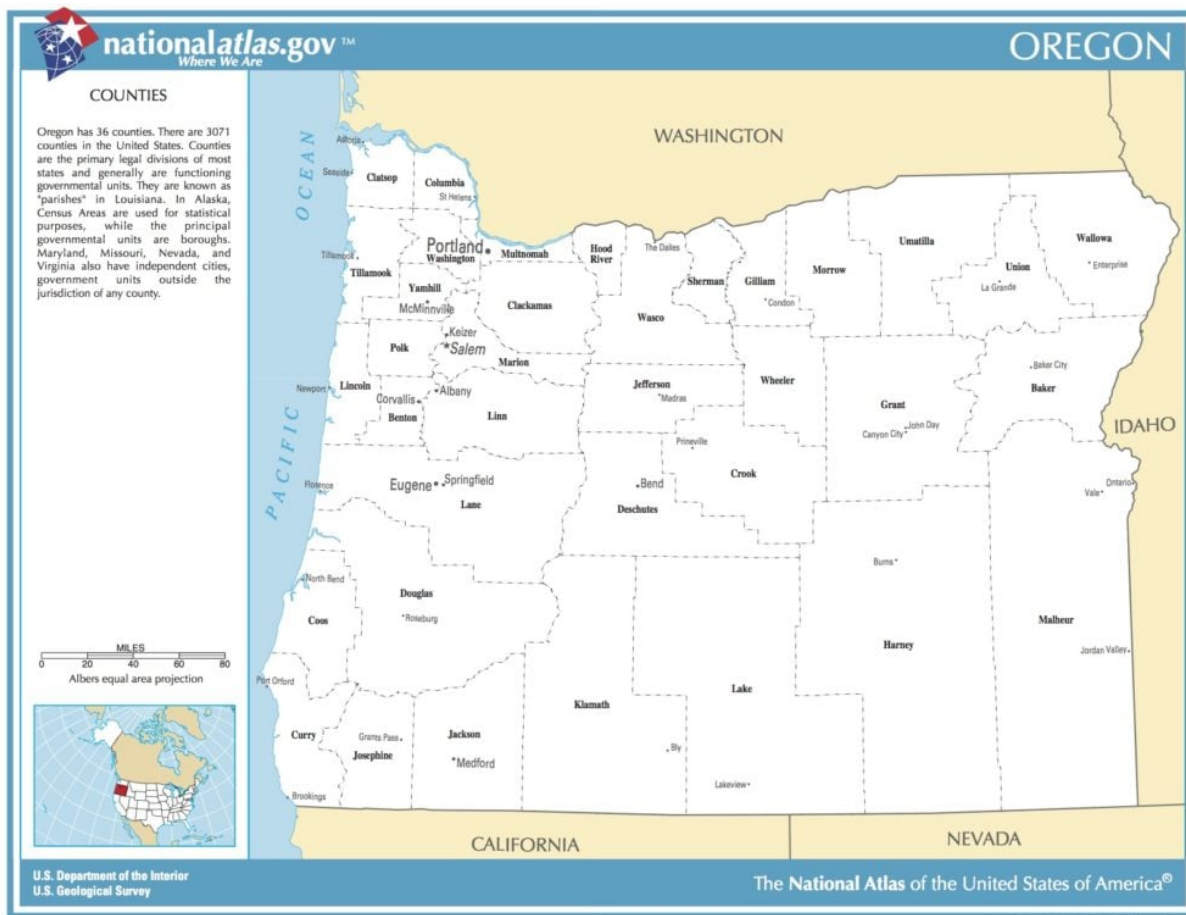 nationalatlas.gov ™
Where We Are
OREGON
COUNTIES
Oregon has 36 counties. There are 3071
counties in the United States. Counties
are the primary legal divisions of most
states and generally are functioning
governmental units. They are known as
"parishes" in Louisiana. In Alaska,
Census Areas are used for statistical
purposes, while the principal
governmental units are boroughs.
Maryland, Missouri, Nevada, and
Virginia also have independent cities,
government units outside the
jurisdiction of any county.
WASHINGTON
PACIFIC OCEAN
Astoria
Seaside
Clatsop
Columbia
St Helens
Portland
Washington
Multnomah
Hood
River
The Dalles
Sherman
Gilliam
Condon
Morrow
Umatilla
Union
La Grande
Wallowa
Enterprise
Tillamook
Tillamook
Yamhill
McMinnville
Clackamas
Wasco
Keizer
Salem
Polk
Marion
Newport
Lincoln
Corvallis
Albany
Benton
Linn
Jefferson
Madras
Wheeler
Grant
Canyon City
John Day
Baker City
Baker
IDAHO
Prineville
Crook
Florence
Eugene
Springfield
Lane
Bend
Deschutes
Ontario
Vale
Burns
North Bend
Coos
Douglas
Roseburg
Harney
Malheur
Jordan Valley
MILES
0 20 40 60 80
Albers equal area projection
Port Orford
Curry
Grants Pass
Josephine
Jackson
Medford
Klamath
Bly
Lake
Lakeview
Brookings
CALIFORNIA
NEVADA
U.S. Department of the Interior
U.S. Geological Survey
The National Atlas of the United States of America®